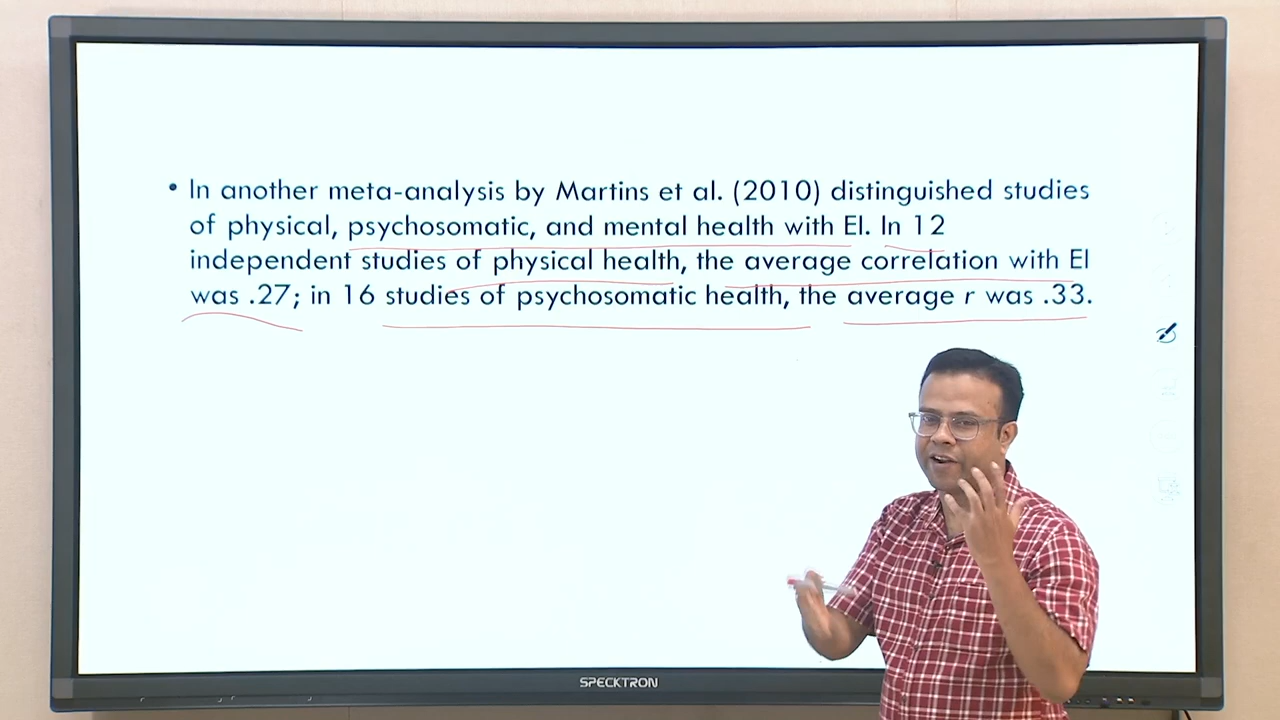 • In another meta-analysis by Martins et al. (2010) distinguished studies
of physical, psychosomatic, and mental health with EI. In 12
independent studies of physical health, the average correlation with EI
was .27; in 16 studies of psychosomatic health, the average r was .33.
SPECKTRON